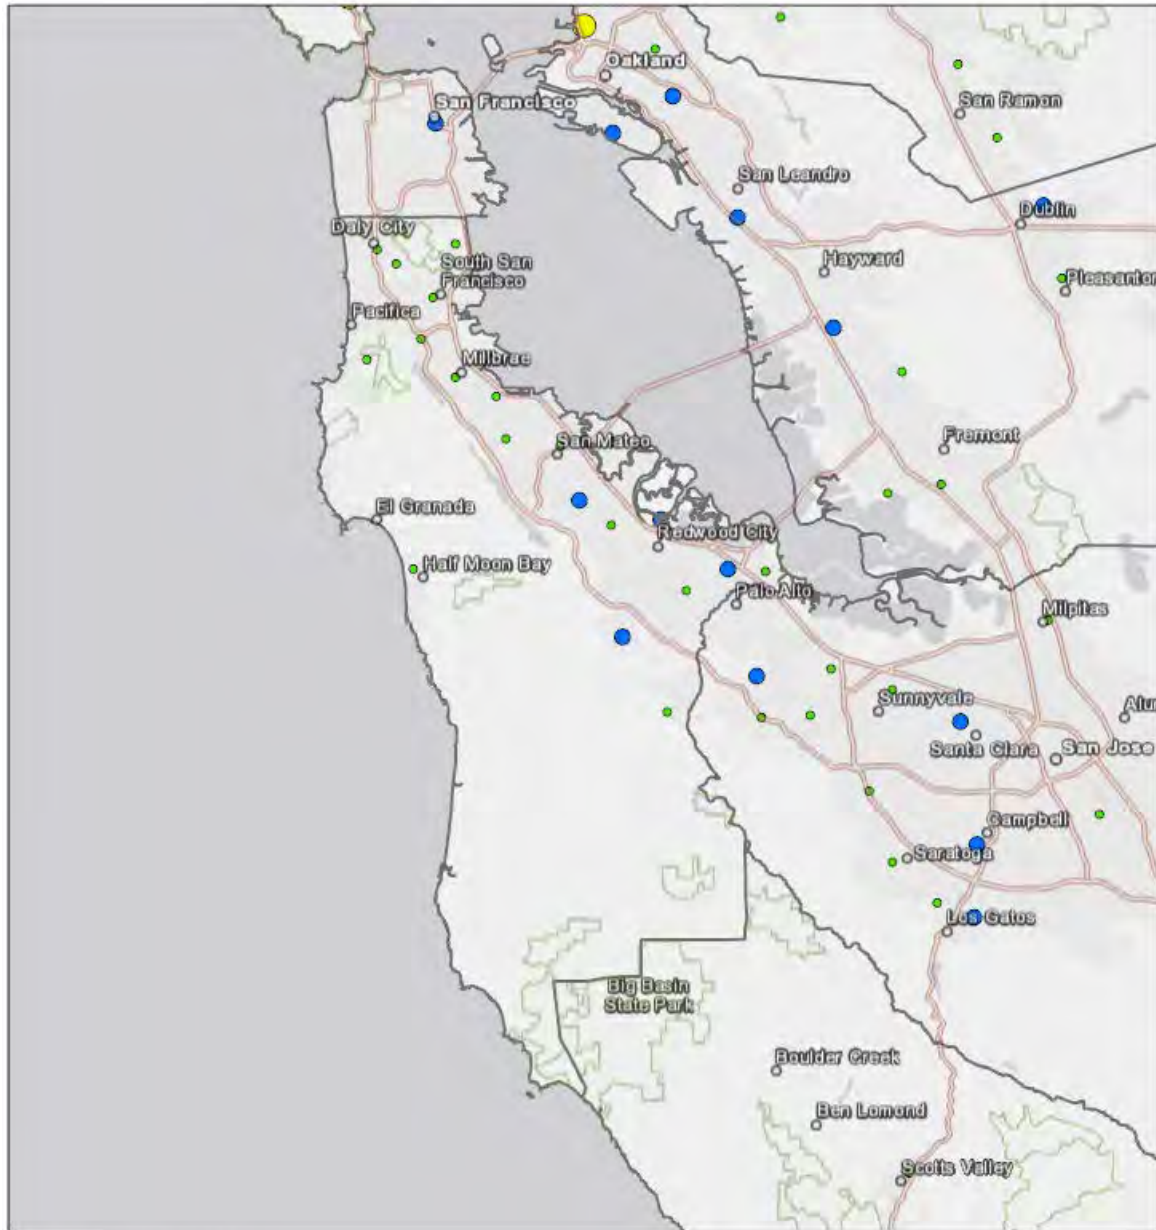 Oakland
San Francisco
San Ramon
San Leandro
Dublin
Daly City
South San
Francisco
Hayward
Pleasanton
Pacifica
Millbrae
San Mateo
Fremont
El Granada
Redwood City
Half Moon Bay
Palo Alto
Milpitas
Sunnyvale
Alu
Santa Clara
San Jose
Campbell
Saratoga
Los Gatos
Big Basin
State Park
Boulder Creek
Ben Lomond
Scotts Valley